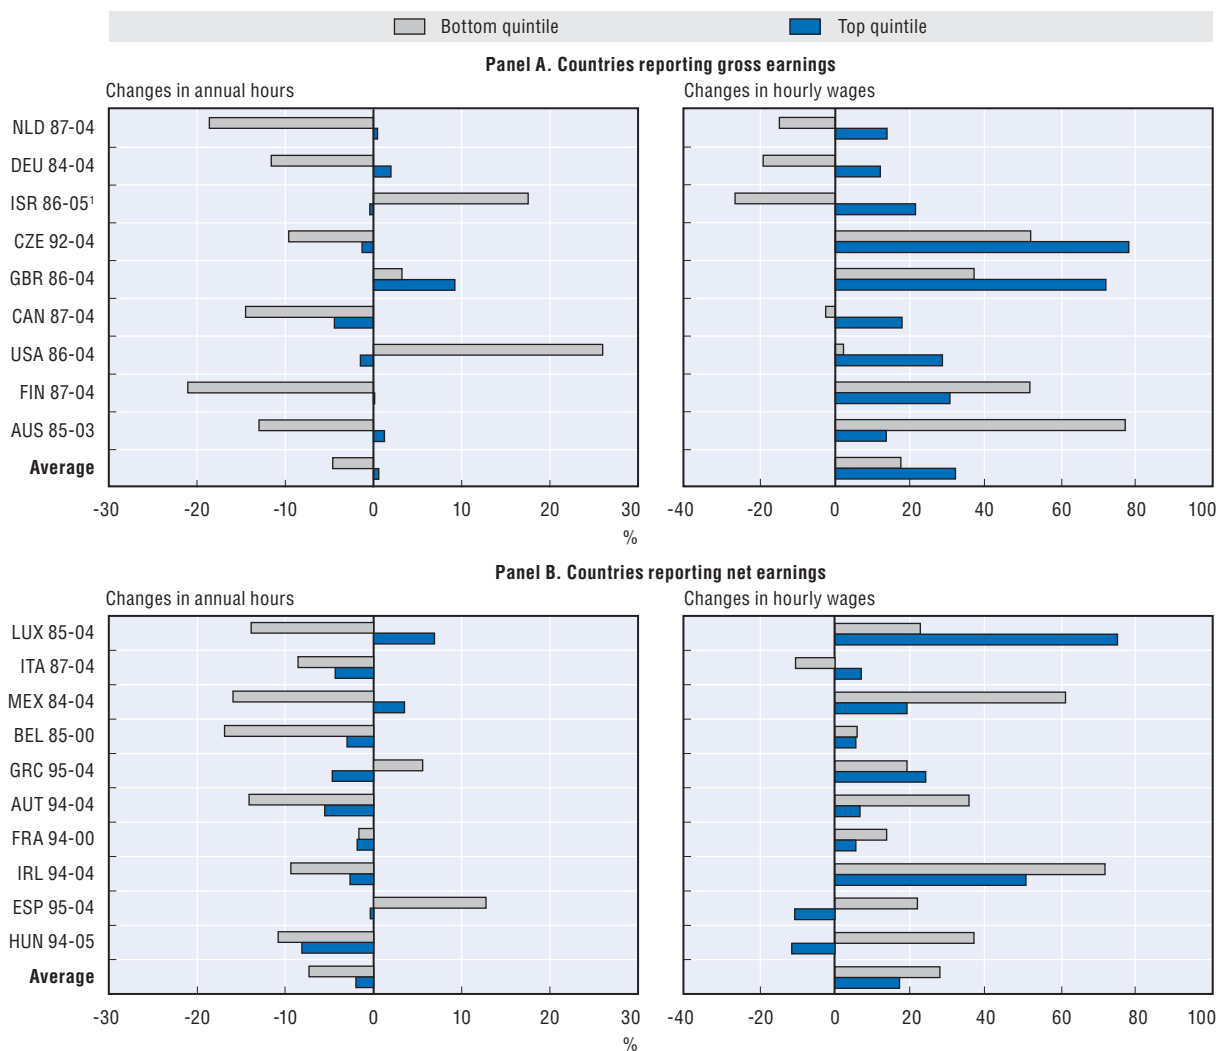 Bottom quintile Top quintile
Panel A. Countries reporting gross earnings
Changes in annual hours Changes in hourly wages
NLD 87-04
DEU 84-04
ISR 86-05¹
CZE 92-04
GBR 86-04
CAN 87-04
USA 86-04
FIN 87-04
AUS 85-03
Average
-30 -20 -10 0 10 20 30 -40 -20 0 20 40 60 80 100
%
Panel B. Countries reporting net earnings
Changes in annual hours Changes in hourly wages
LUX 85-04
ITA 87-04
MEX 84-04
BEL 85-00
GRC 95-04
AUT 94-04
FRA 94-00
IRL 94-04
ESP 95-04
HUN 94-05
Average
-30 -20 -10 0 10 20 30 -40 -20 0 20 40 60 80 100
%